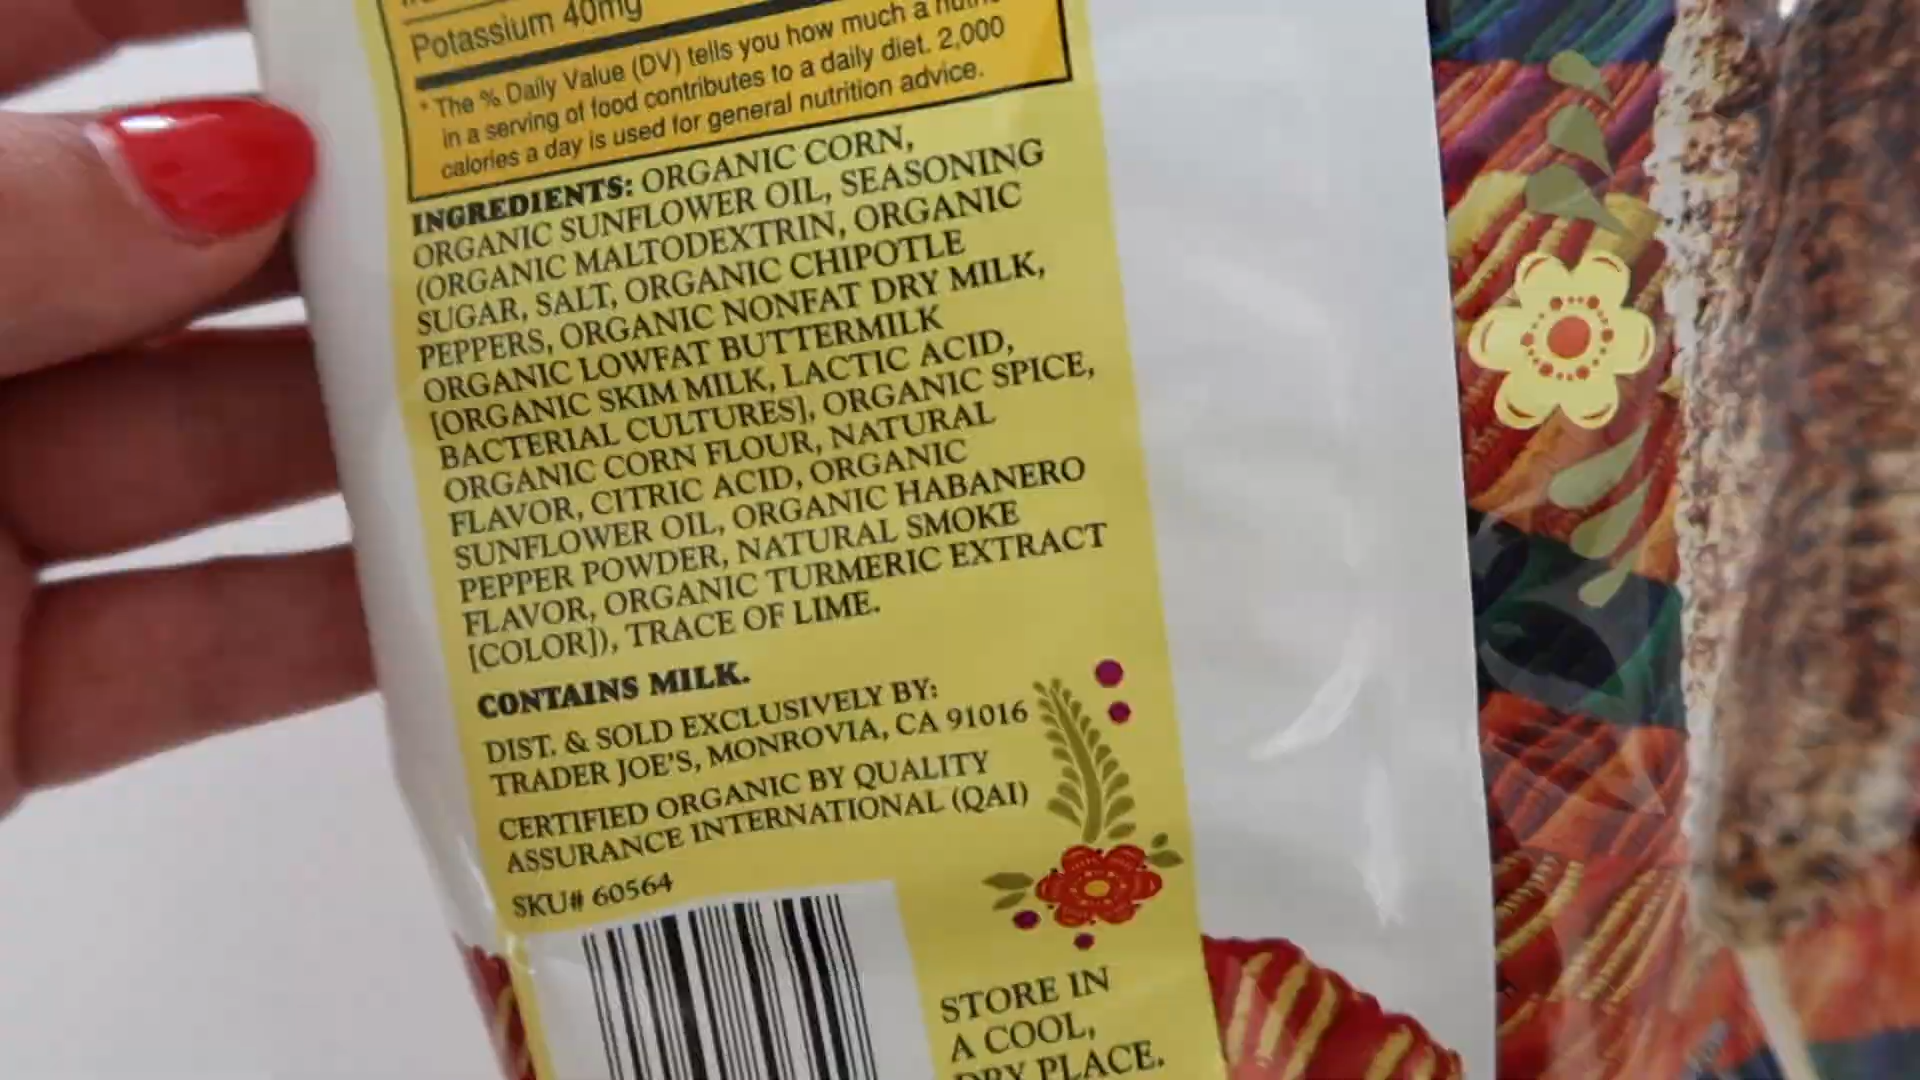 Potassium 40mg
* The % Daily Value (DV) tells you how much a
in a serving of food contributes to a daily diet. 2,000
calories a day is used for general nutrition advice.
INGREDIENTS: ORGANIC CORN,
ORGANIC SUNFLOWER OIL, SEASONING
(ORGANIC MALTODEXTRIN, ORGANIC
SUGAR, SALT, ORGANIC CHIPOTLE
PEPPERS, ORGANIC NONFAT DRY MILK,
ORGANIC LOWFAT BUTTERMILK
[ORGANIC SKIM MILK, LACTIC ACID,
BACTERIAL CULTURES], ORGANIC SPICE,
ORGANIC CORN FLOUR, NATURAL
FLAVOR, CITRIC ACID, ORGANIC
SUNFLOWER OIL, ORGANIC HABANERO
PEPPER POWDER, NATURAL SMOKE
FLAVOR, ORGANIC TURMERIC EXTRACT
[COLOR]), TRACE OF LIME.
CONTAINS MILK.
DIST. & SOLD EXCLUSIVELY BY:
TRADER JOE'S, MONROVIA, CA 91016
CERTIFIED ORGANIC BY QUALITY
ASSURANCE INTERNATIONAL (QAI)
SKU# 60564
STORE IN
A COOL,
DRY PLACE.